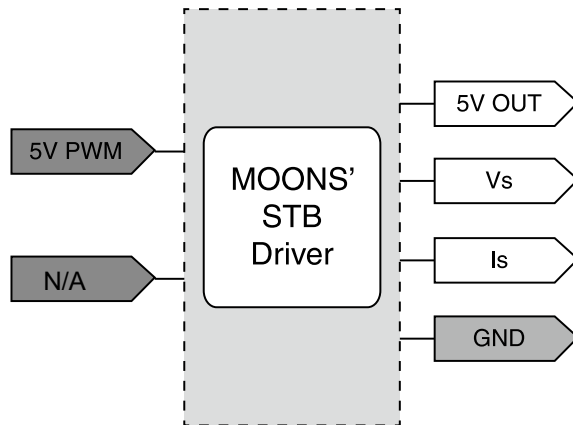 5V PWM
N/A
MOONS'
STB
Driver
5V OUT
Vs
Is
GND